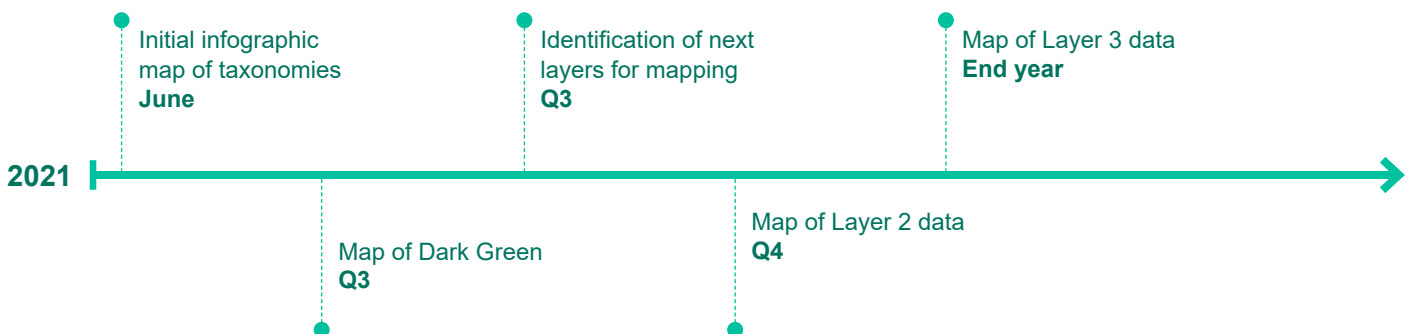 Initial infographic
map of taxonomies
June
Identification of next
layers for mapping
Q3
Map of Layer 3 data
End year
2021
Map of Dark Green
Q3
Map of Layer 2 data
Q4